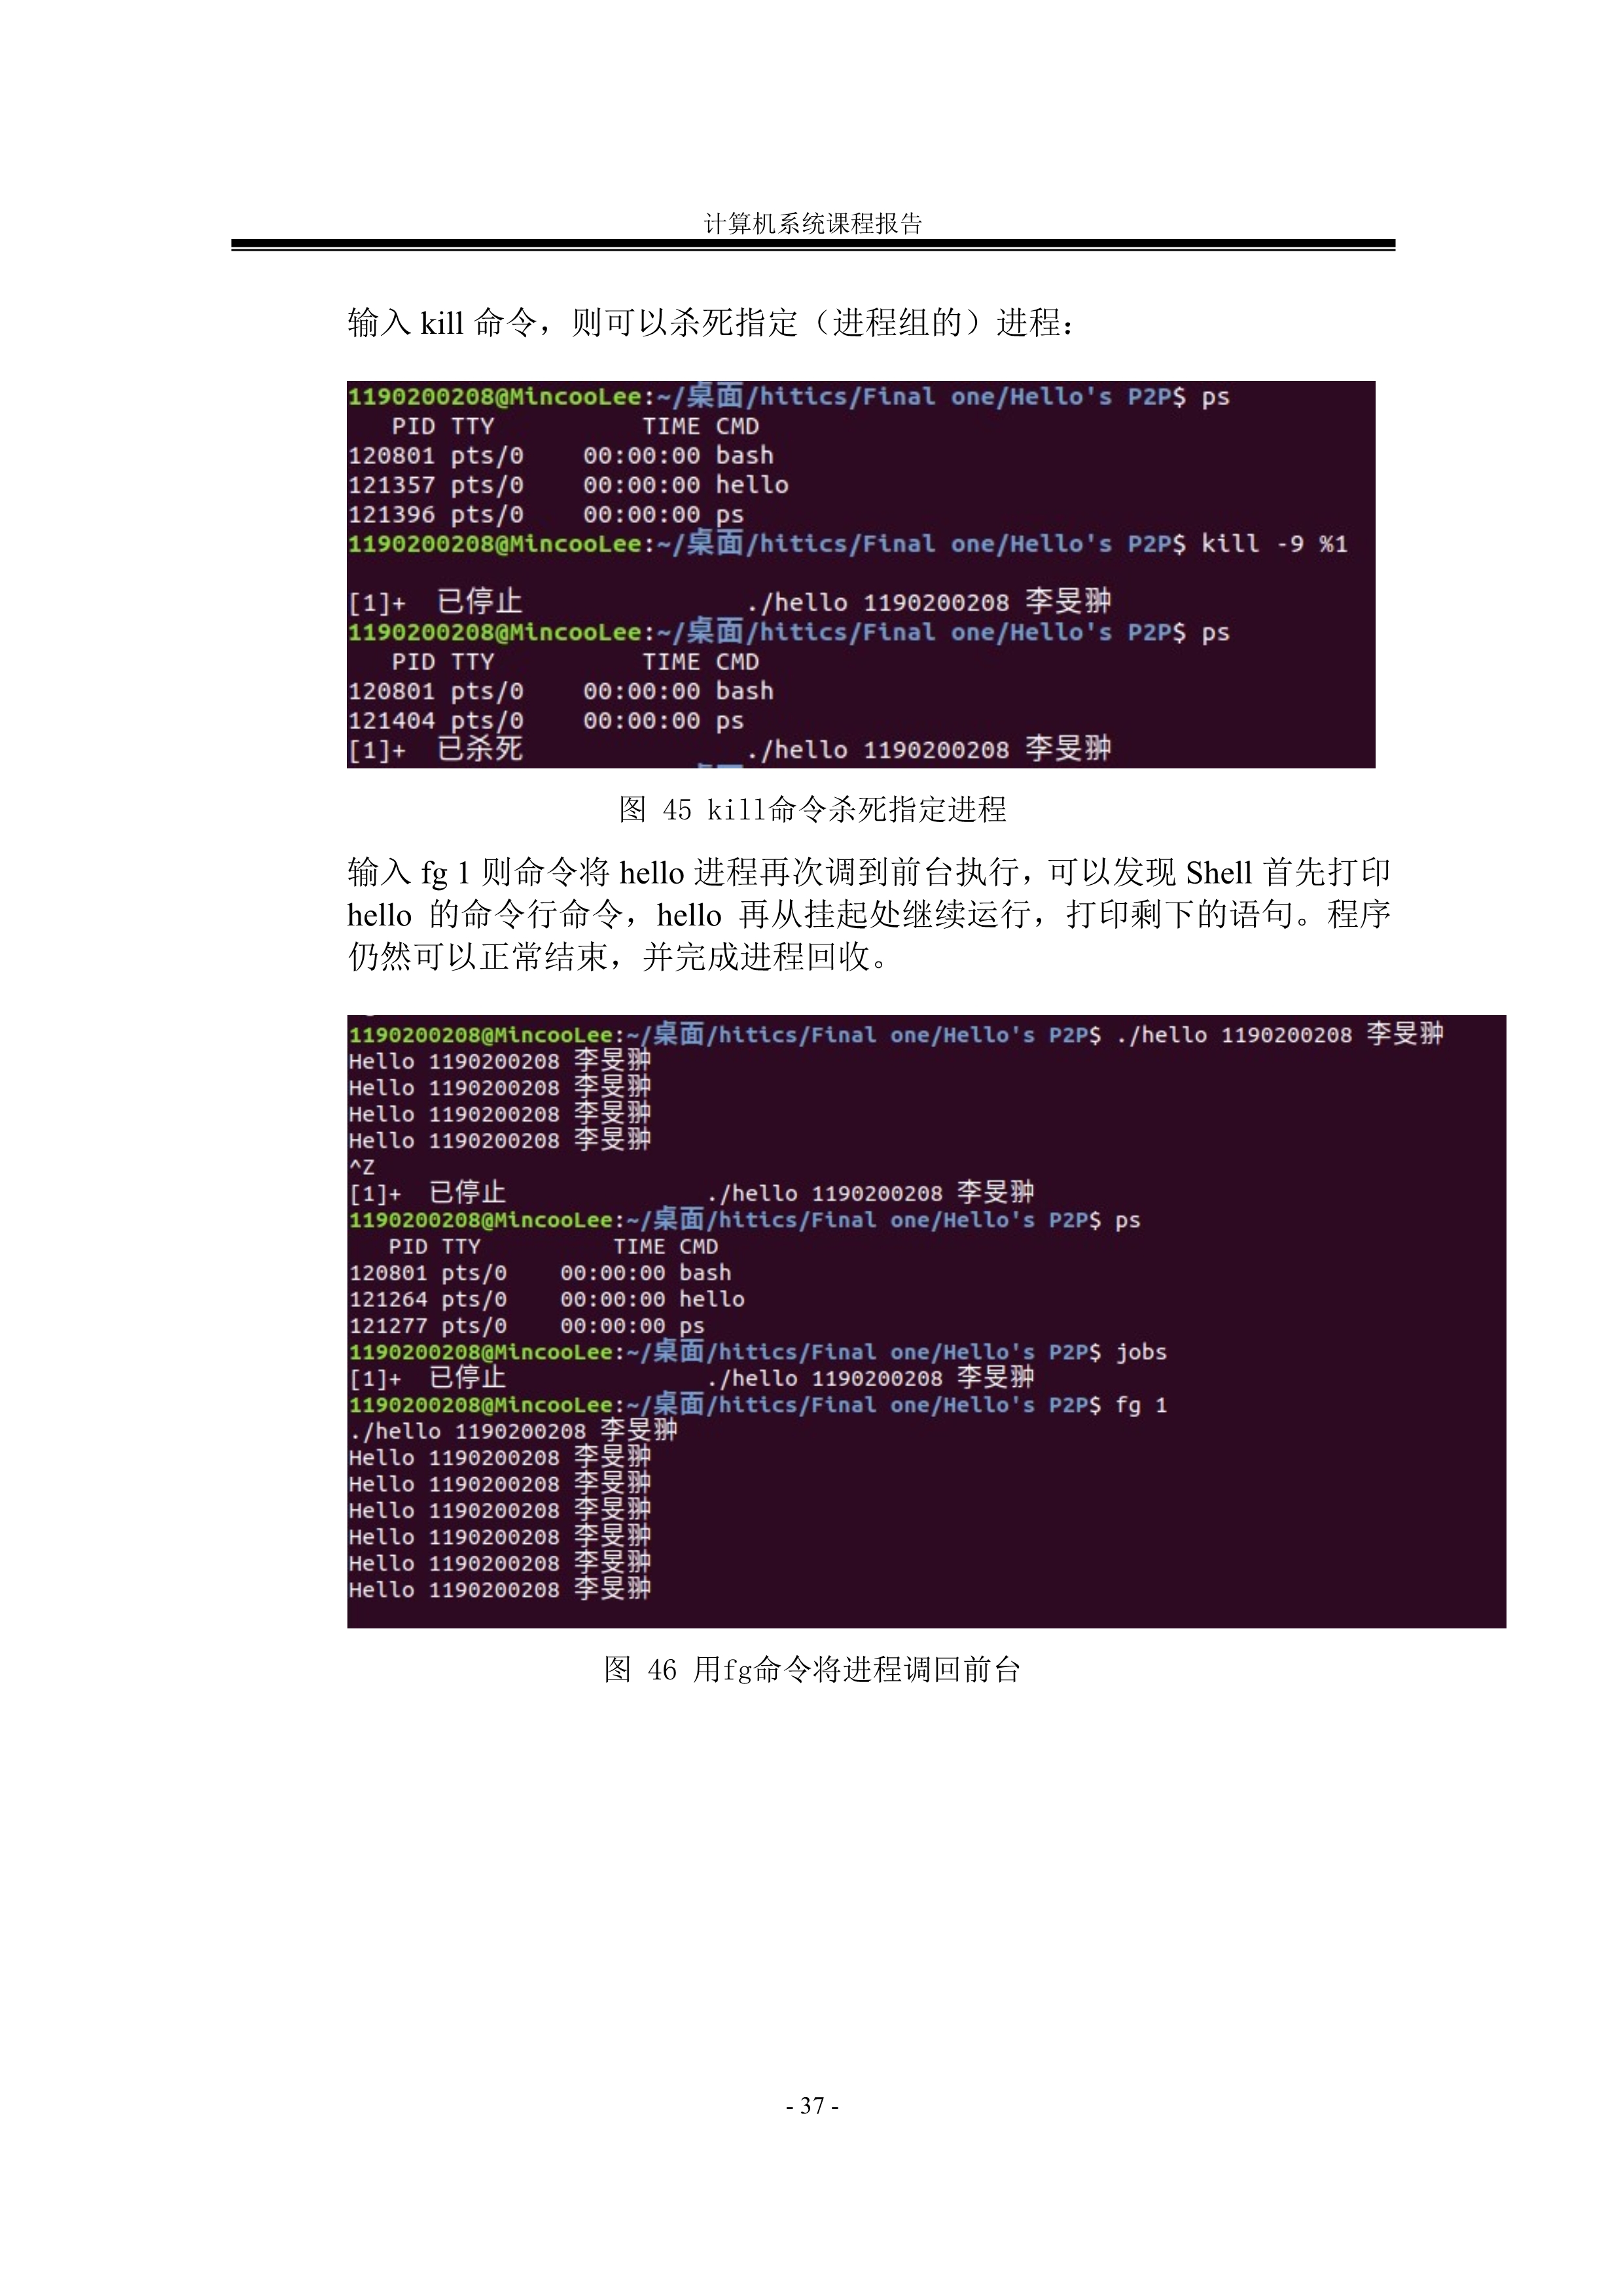 计算机系统课程报告
输入 kill 命令，则可以杀死指定（进程组的）进程：
1190200208@MincooLee:~/桌面/hitics/Final one/Hello's P2P$ ps
PID TTY TIME CMD
120801 pts/0 00:00:00 bash
121357 pts/0 00:00:00 hello
121396 pts/0 00:00:00 ps
1190200208@MincooLee:~/桌面/hitics/Final one/Hello's P2P$ kill -9 %1
[1]+ 已停止 ./hello 1190200208 李旻翀
1190200208@MincooLee:~/桌面/hitics/Final one/Hello's P2P$ ps
PID TTY TIME CMD
120801 pts/0 00:00:00 bash
121404 pts/0 00:00:00 ps
[1]+ 已杀死 ./hello 1190200208 李旻翀
图 45 kill命令杀死指定进程
输入 fg 1 则命令将 hello 进程再次调到前台执行，可以发现 Shell 首先打印
hello 的命令行命令，hello 再从挂起处继续运行，打印剩下的语句。程序
仍然可以正常结束，并完成进程回收。
1190200208@MincooLee:~/桌面/hitics/Final one/Hello's P2P$ ./hello 1190200208 李旻翀
Hello 1190200208 李旻翀
Hello 1190200208 李旻翀
Hello 1190200208 李旻翀
Hello 1190200208 李旻翀
^Z
[1]+ 已停止 ./hello 1190200208 李旻翀
1190200208@MincooLee:~/桌面/hitics/Final one/Hello's P2P$ ps
PID TTY TIME CMD
120801 pts/0 00:00:00 bash
121264 pts/0 00:00:00 hello
121277 pts/0 00:00:00 ps
1190200208@MincooLee:~/桌面/hitics/Final one/Hello's P2P$ jobs
[1]+ 已停止 ./hello 1190200208 李旻翀
1190200208@MincooLee:~/桌面/hitics/Final one/Hello's P2P$ fg 1
./hello 1190200208 李旻翀
Hello 1190200208 李旻翀
Hello 1190200208 李旻翀
Hello 1190200208 李旻翀
Hello 1190200208 李旻翀
Hello 1190200208 李旻翀
Hello 1190200208 李旻翀
图 46 用fg命令将进程调回前台
- 37 -